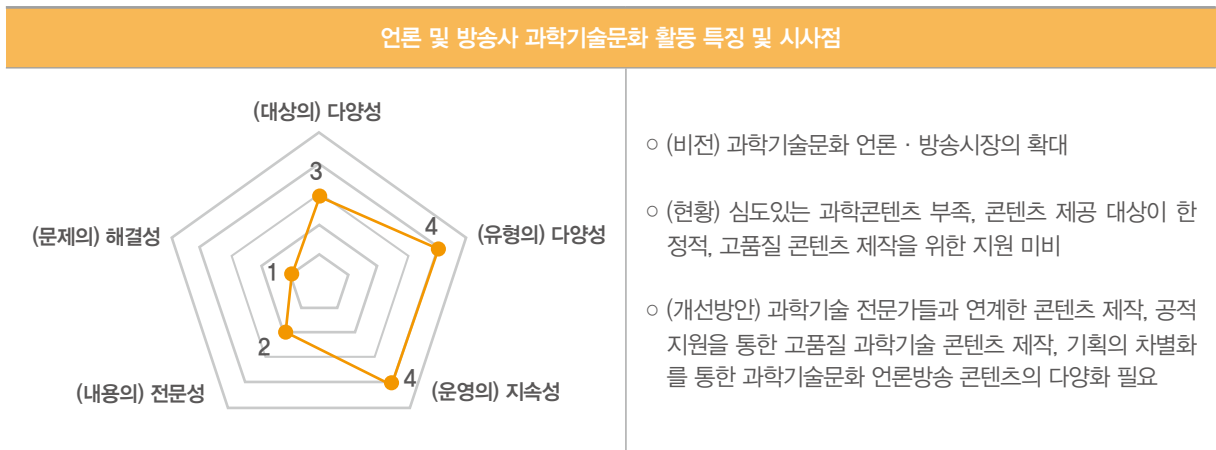 언론 및 방송사 과학기술문화 활동 특징 및 시사점
(대상의) 다양성
3
(문제의) 해결성
4
(유형의) 다양성
1
2
4
(내용의) 전문성
(운영의) 지속성
○ (비전) 과학기술문화 언론 · 방송시장의 확대
○ (현황) 심도있는 과학콘텐츠 부족, 콘텐츠 제공 대상이 한
정적, 고품질 콘텐츠 제작을 위한 지원 미비
○ (개선방안) 과학기술 전문가들과 연계한 콘텐츠 제작, 공적
지원을 통한 고품질 과학기술 콘텐츠 제작, 기획의 차별화
를 통한 과학기술문화 언론방송 콘텐츠의 다양화 필요